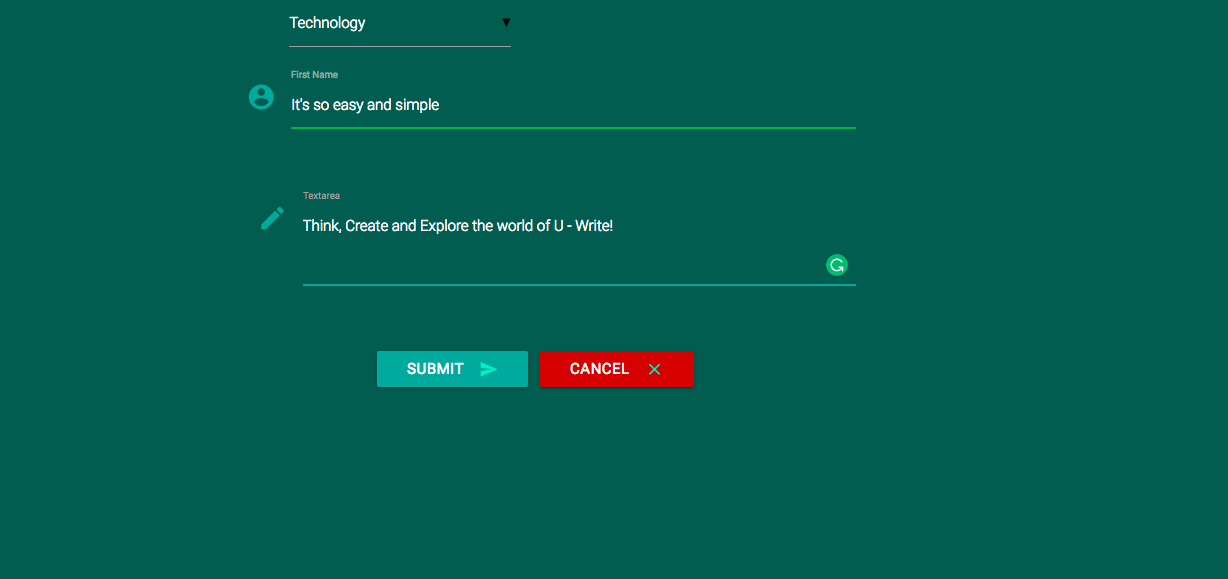 Technology
First Name
It's so easy and simple
Textarea
Think, Create and Explore the world of U - Write!
SUBMIT
CANCEL